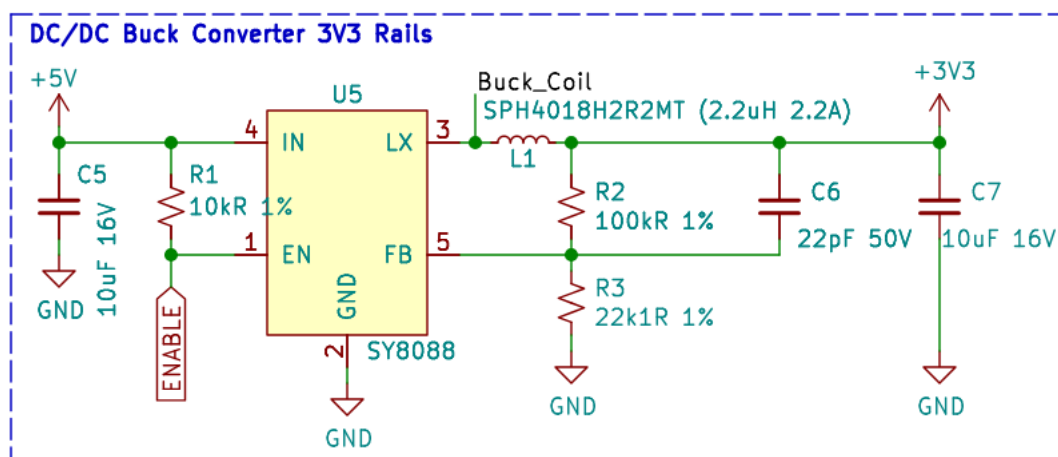 DC/DC Buck Converter 3V3 Rails
+5V
Buck_Coil
+3V3
U5
SPH4018H2R2MT (2.2uH 2.2A)
4
IN
LX
3
L1
C5
10uF 16V
R1
10kR 1%
R2
100kR 1%
C6
22pF 50V
C7
10uF 16V
1
EN
FB
5
GND
GND
R3
22k1R 1%
2
SY8088
ENABLE
GND
GND
GND